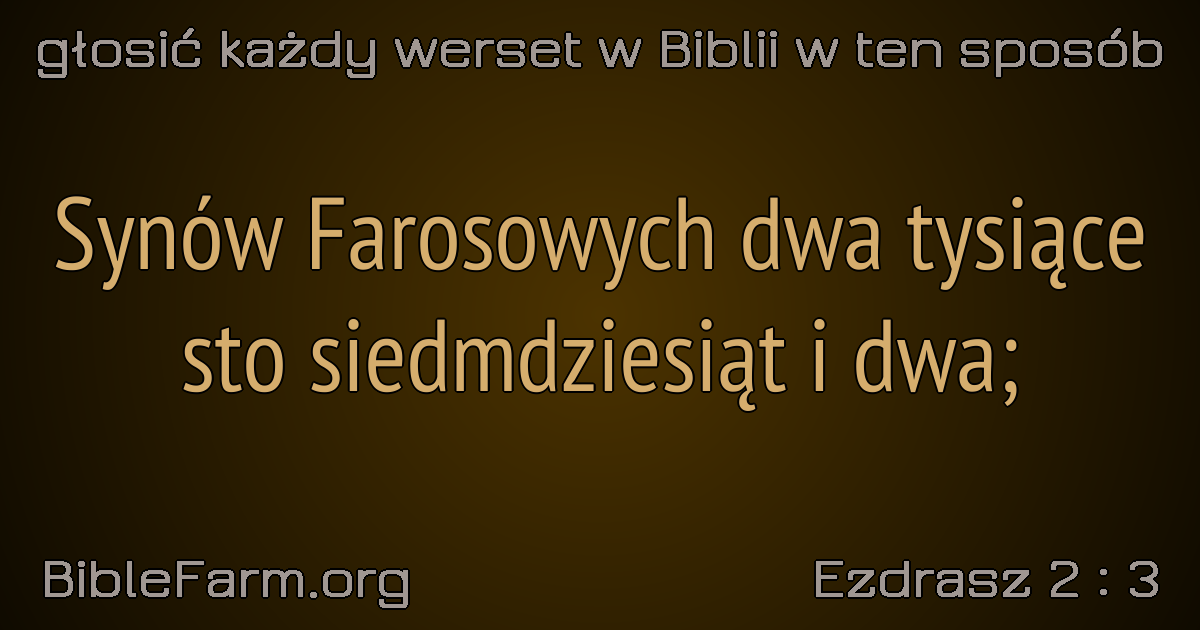 głosić każdy werset w Biblii w ten sposób
Synów Farosowych dwa tysiące
sto siedmdziesiąt i dwa;
BibleFarm.org
Ezdrasz 2 : 3